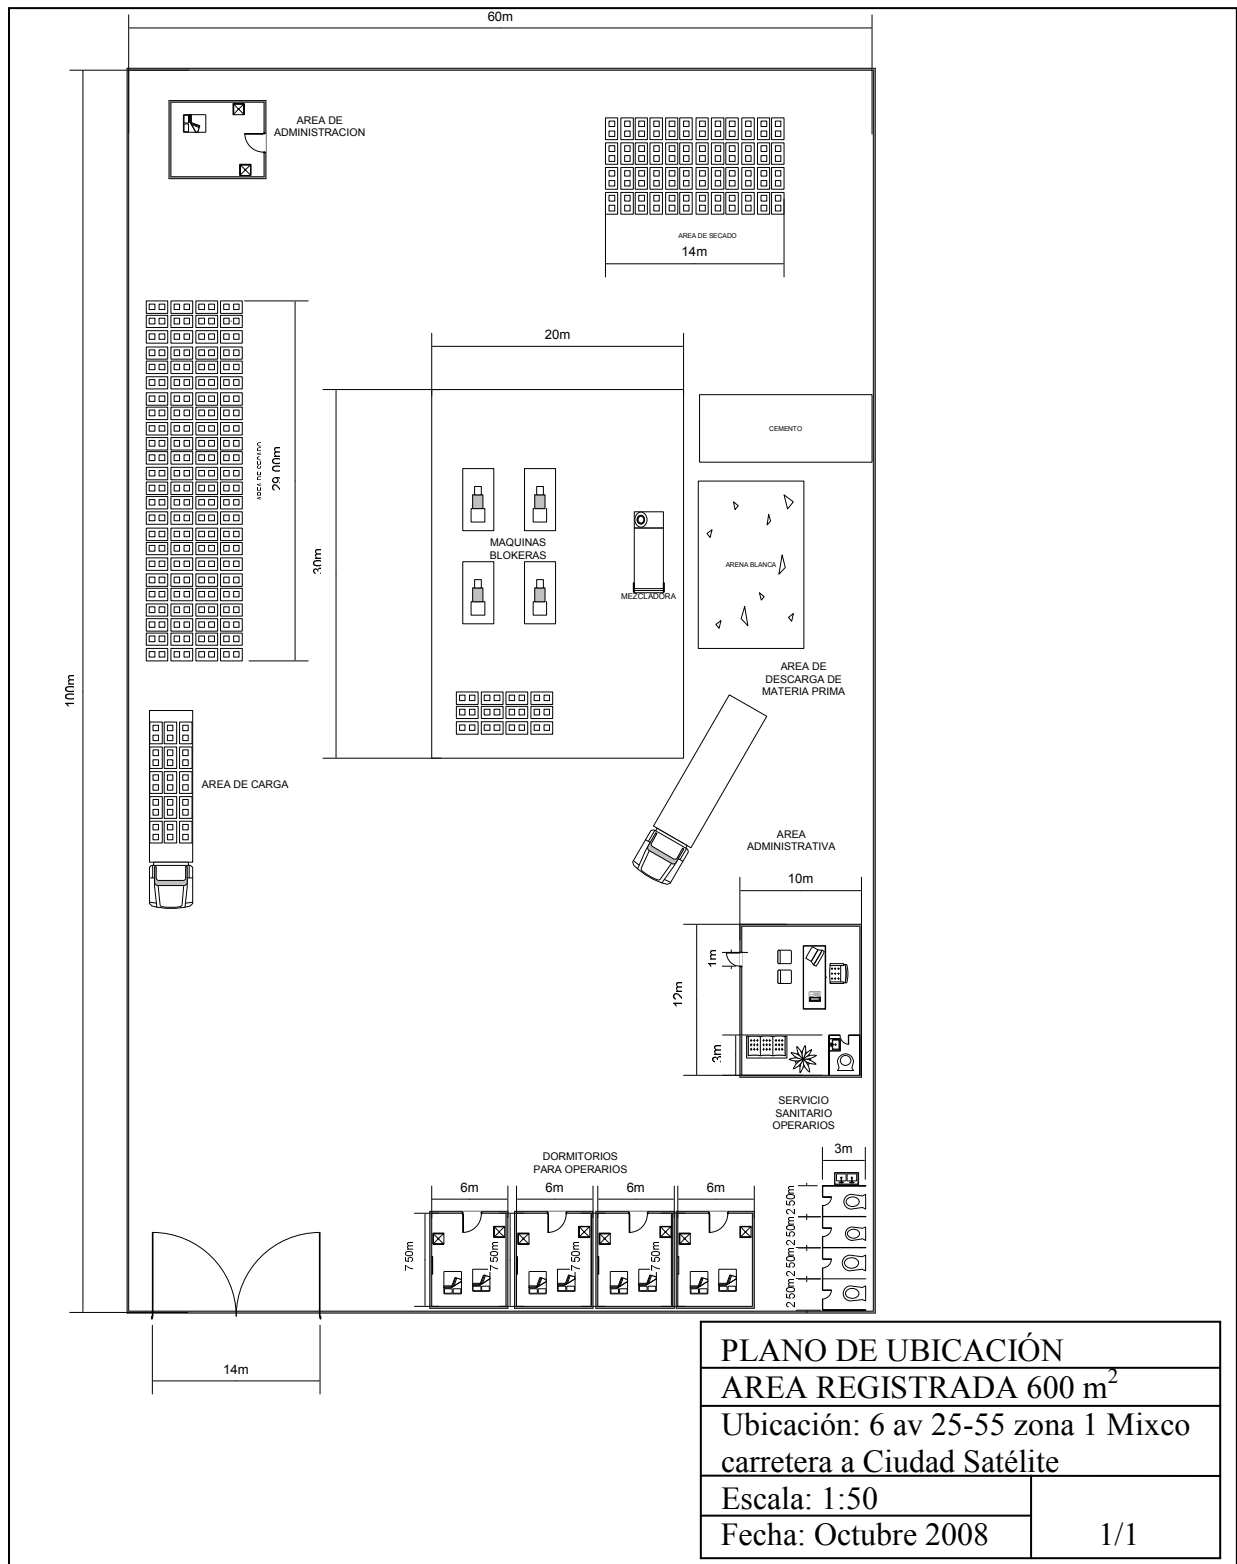 60m
AREA DE
ADMINISTRACION
AREA DE SECADO
14m
20m
CEMENTO
AREA DE SECADO
29.00m
30m
100m
MAQUINAS
BLOKERAS
MEZCLADORA
ARENA BLANCA
AREA DE
DESCARGA DE
MATERIA PRIMA
AREA DE CARGA
AREA
ADMINISTRATIVA
10m
1m
12m
3m
SERVICIO
SANITARIO
OPERARIOS
3m
2.50m
2.50m
2.50m
2.50m
DORMITORIOS
PARA OPERARIOS
6m
6m
6m
6m
7.50m
7.50m
7.50m
7.50m
14m
PLANO DE UBICACIÓN
AREA REGISTRADA 600 m²
Ubicación: 6 av 25-55 zona 1 Mixco
carretera a Ciudad Satélite
Escala: 1:50
Fecha: Octubre 2008
1/1